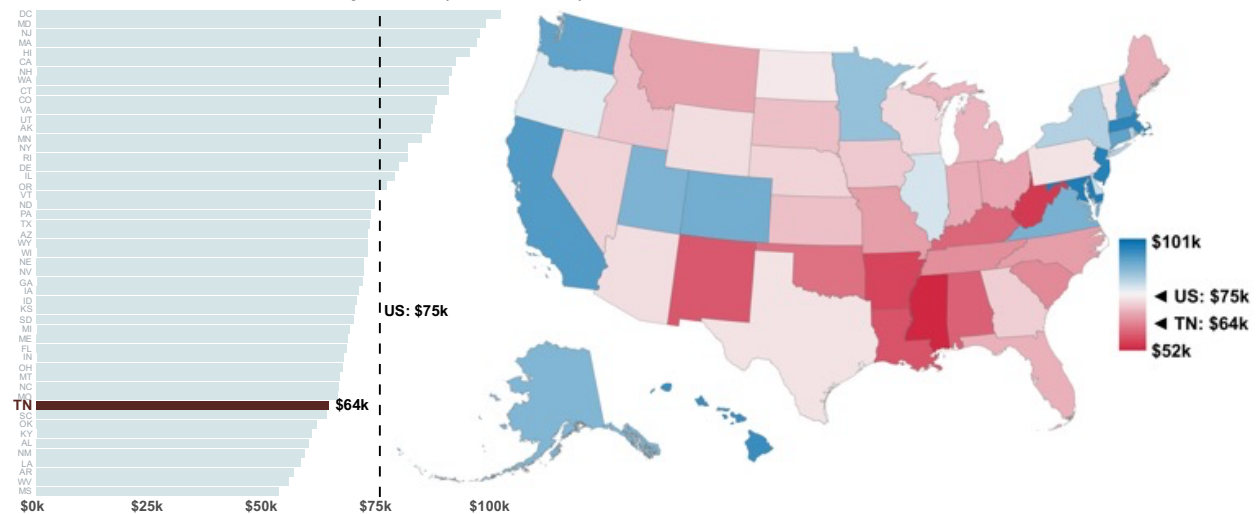 DC
MD
NJ
MA
HI
CA
NH
WA
CT
CO
VA
UT
AK
MN
NY
RI
DE
IL
OR
VT
ND
PA
TX
AZ
WY
WI
NE
NV
GA
IA
ID
KS
SD
MI
ME
FL
IN
OH
MT
NC
MO
TN $64k
SC
OK
KY
AL
NM
LA
AR
WV
MS
$0k $25k $50k $75k $100k
US: $75k
$101k
◄ US: $75k
◄ TN: $64k
$52k